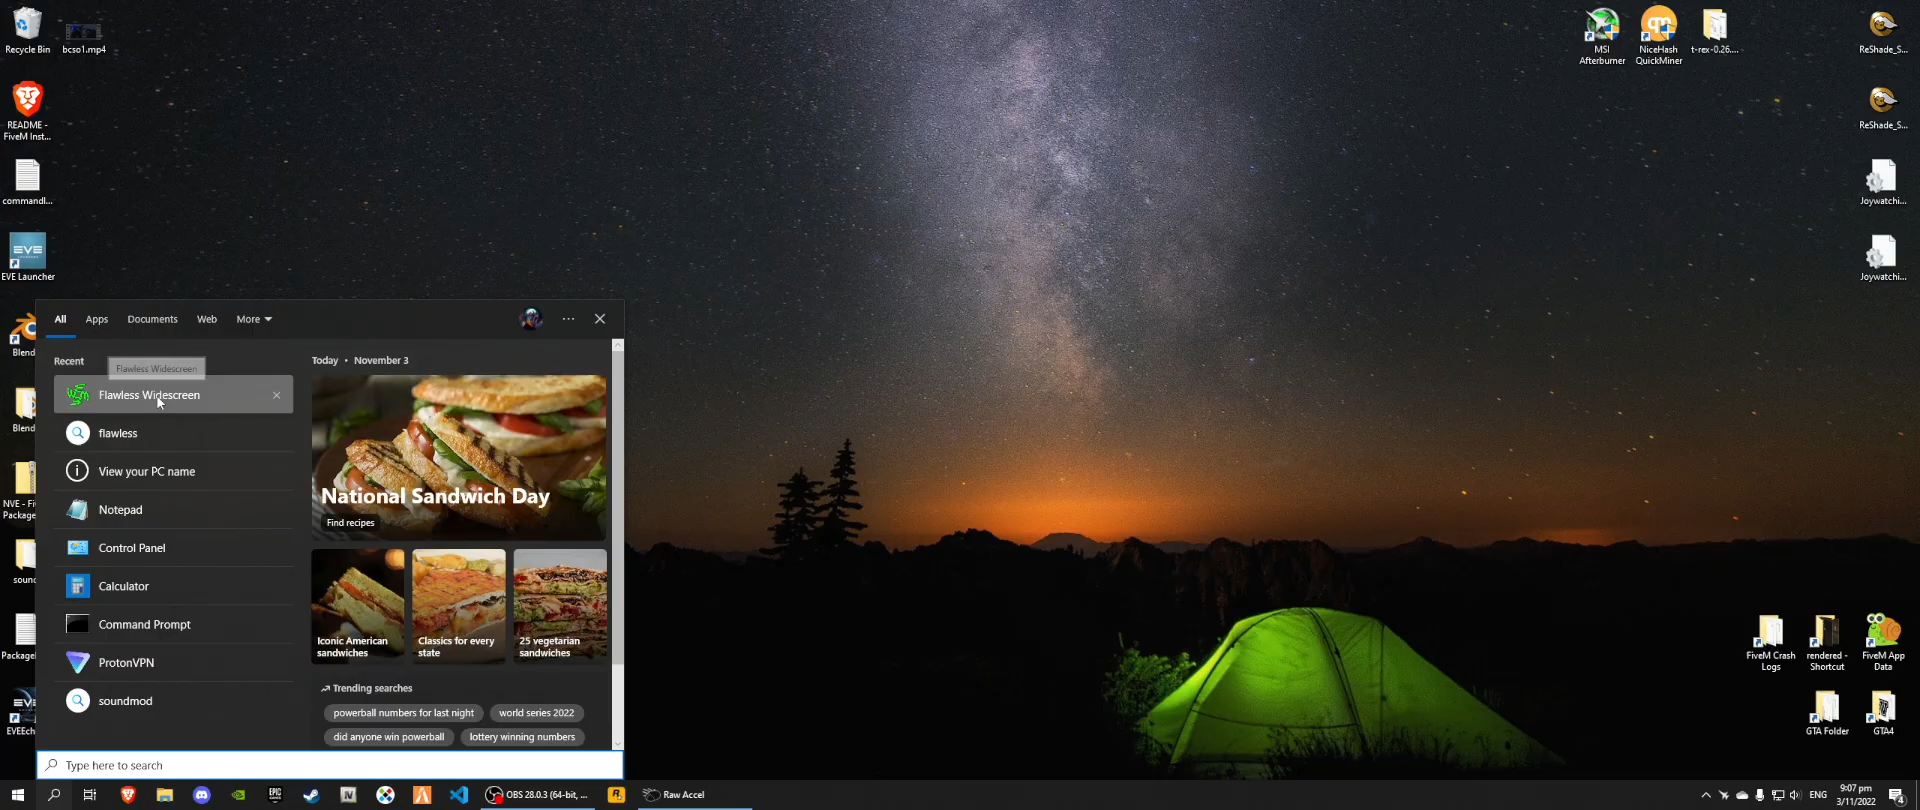 Recycle Bin
bcso1.mp4
README -
FiveM Inst...
commandl...
EVE
EVE Launcher
Blend
Blend
NVE - Fi
Package
soun
Package
EVEEch
MSI
Afterburner
NiceHash
QuickMiner
t-rex-0.26....
ReShade_S...
ReShade_S...
Joywatchi...
Joywatchi...
FiveM Crash
Logs
rendered -
Shortcut
FiveM App
Data
GTA Folder
GTA4
All
Apps
Documents
Web
More
Recent
Flawless Widescreen
Flawless Widescreen
flawless
View your PC name
Notepad
Control Panel
Calculator
Command Prompt
ProtonVPN
soundmod
Today • November 3
National Sandwich Day
Find recipes
Iconic American
sandwiches
Classics for every
state
25 vegetarian
sandwiches
Trending searches
powerball numbers for last night
world series 2022
did anyone win powerball
lottery winning numbers
Type here to search
OBS 28.0.3 (64-bit, ...
Raw Accel
ENG
9:07 pm
3/11/2022
4